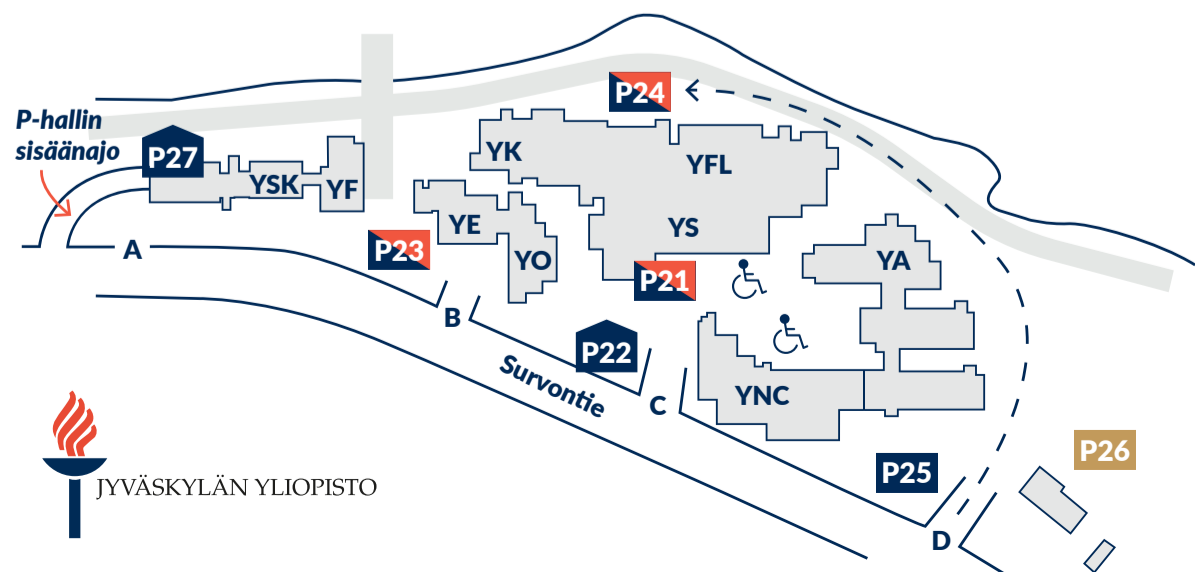 P24
P-hallin
sisäänajo
P27
YSK
YF
YK
YFL
YE
YO
YS
YA
A
P23
P21
B
P22
Survontie
C
YNC
P25
P26
D
JYVÄSKYLÄN YLIOPISTO